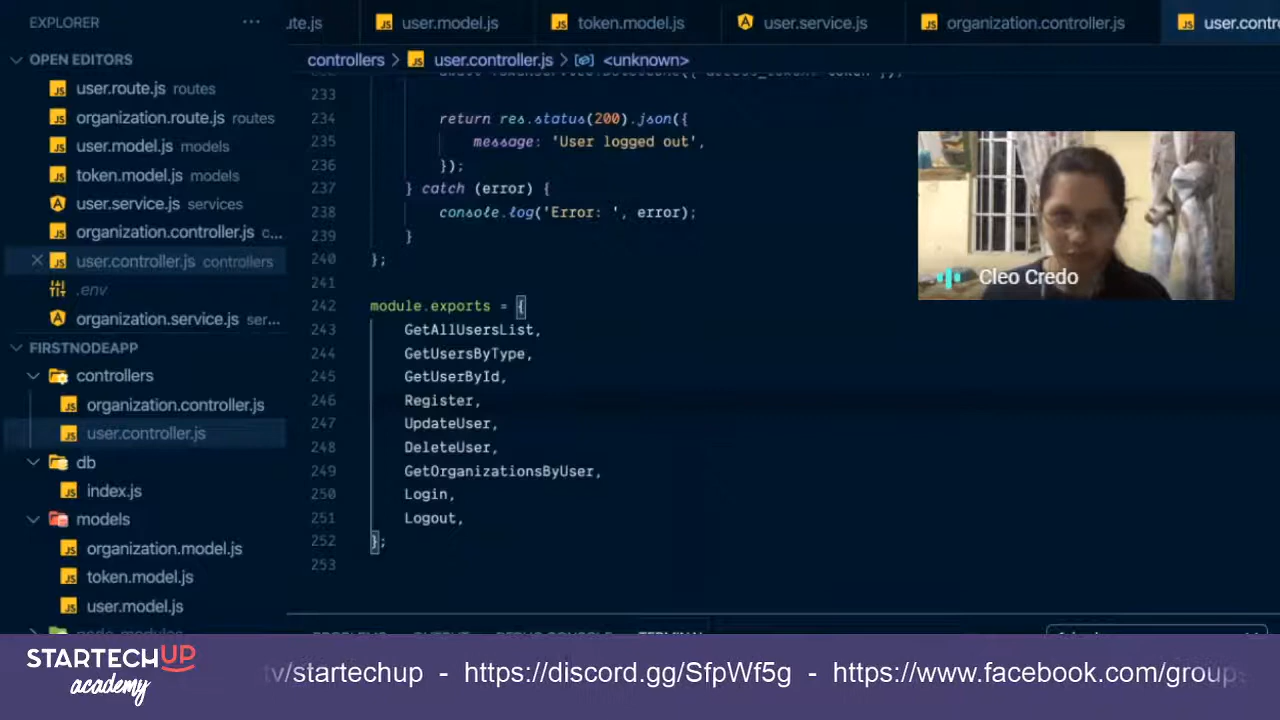 EXPLORER ...
OPEN EDITORS
user.route.js routes
organization.route.js routes
user.model.js models
token.model.js models
user.service.js services
organization.controller.js c...
user.controller.js controllers
.env
organization.service.js ser...
FIRSTNODEAPP
controllers
organization.controller.js
user.controller.js
db
index.js
models
organization.model.js
token.model.js
user.model.js
ute.js user.model.js token.model.js user.service.js organization.controller.js user.contr
controllers > user.controller.js > <unknown>
233
234 return res.status(200).json({
235 message: 'User logged out',
236 });
237 } catch (error) {
238 console.log('Error: ', error);
239 }
240 };
241
242 module.exports = {
243 GetAllUsersList,
244 GetUsersByType,
245 GetUserById,
246 Register,
247 UpdateUser,
248 DeleteUser,
249 GetOrganizationsByUser,
250 Login,
251 Logout,
252 };
253
Cleo Credo
STARTECHUP
academy
tv/startechup - https://discord.gg/SfpWf5g - https://www.facebook.com/group